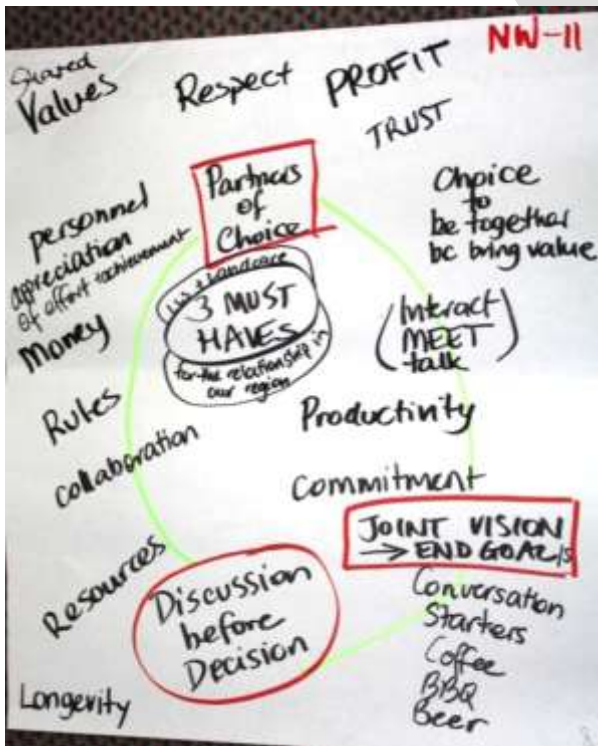 NW-11
Shared
Values
Respect
PROFIT
TRUST
Partners
of
Choice
Choice
to
be together
bc bring value
personnel
appreciation
of effort & achievement
Money
Landcare
3 MUST
HAVES
for the relationship in
our region
(Interact
MEET
talk)
Rules
Productivity
collaboration
Commitment
JOINT VISION
→ END GOAL/S
Resources
Discussion
before
Decision
Conversation
Starters
Coffee
BBQ
Beer
Longevity